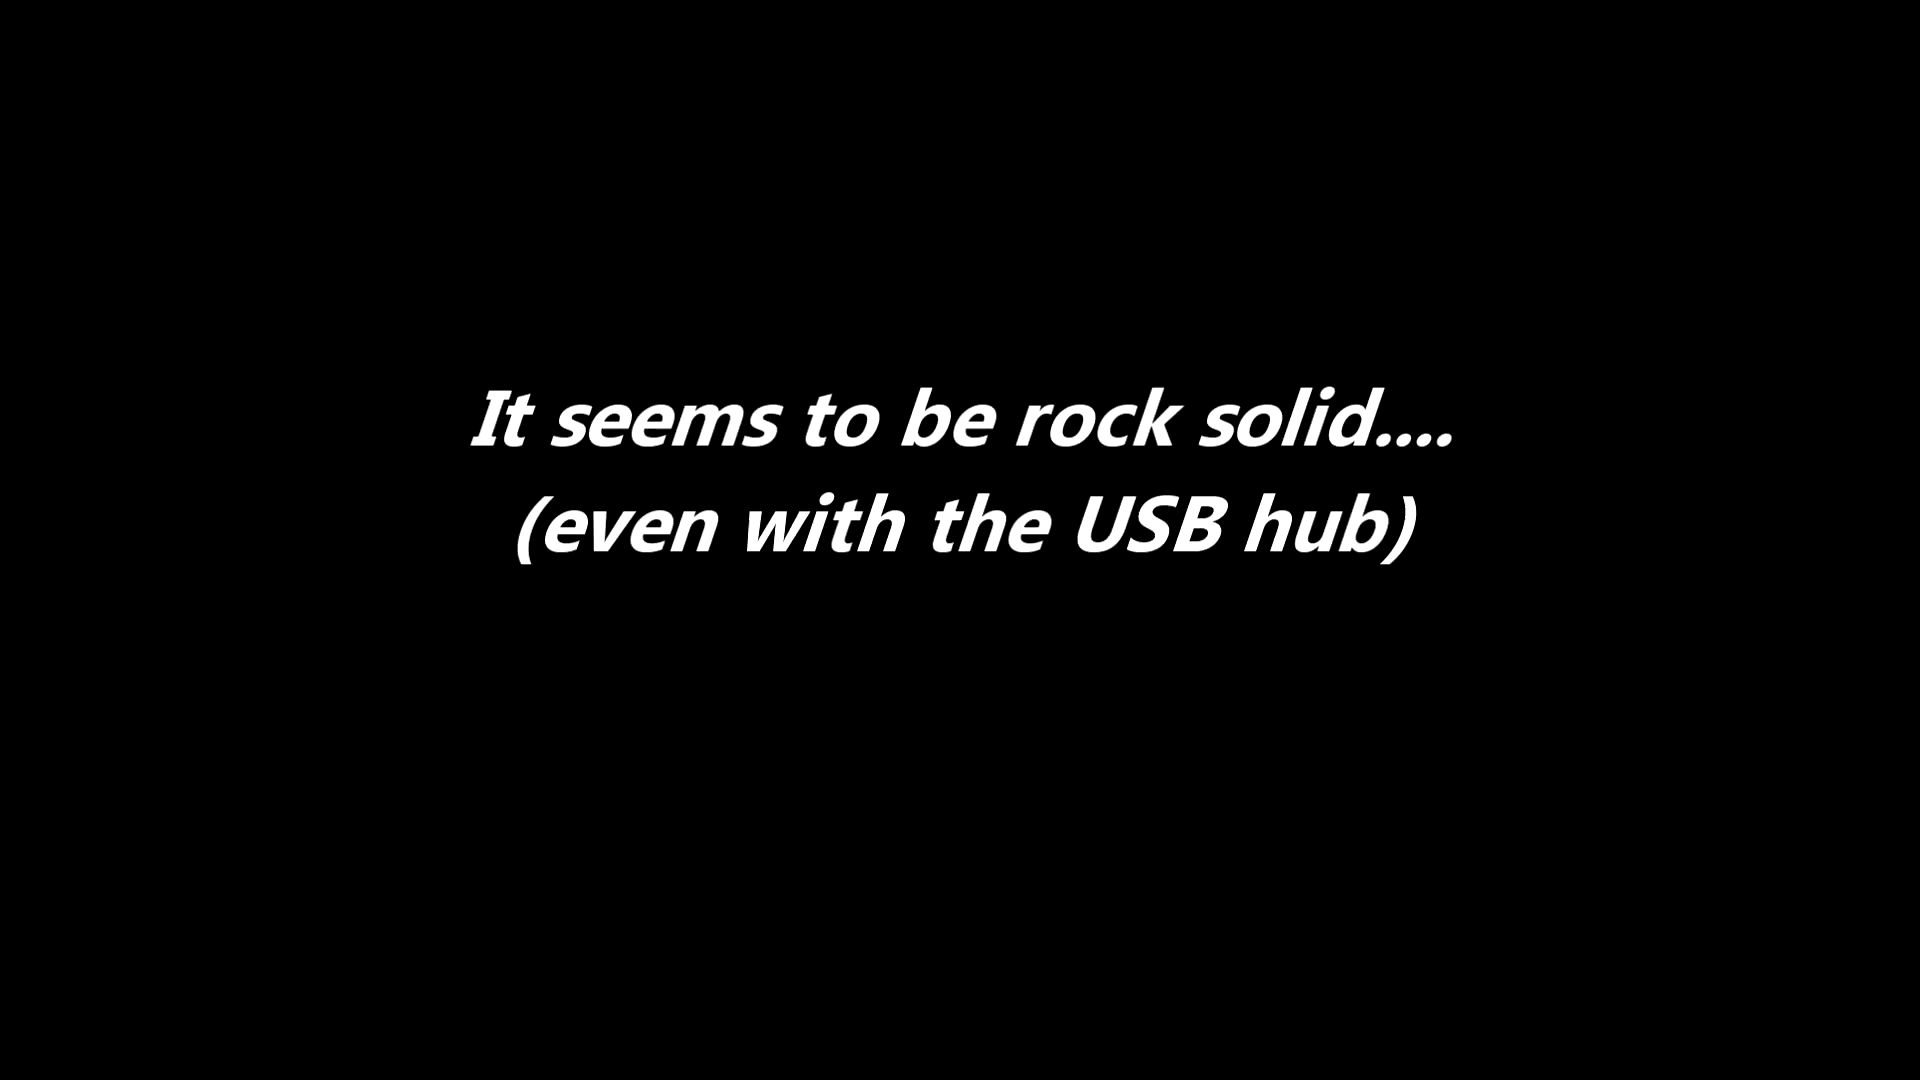 It seems to be rock solid....
(even with the USB hub)